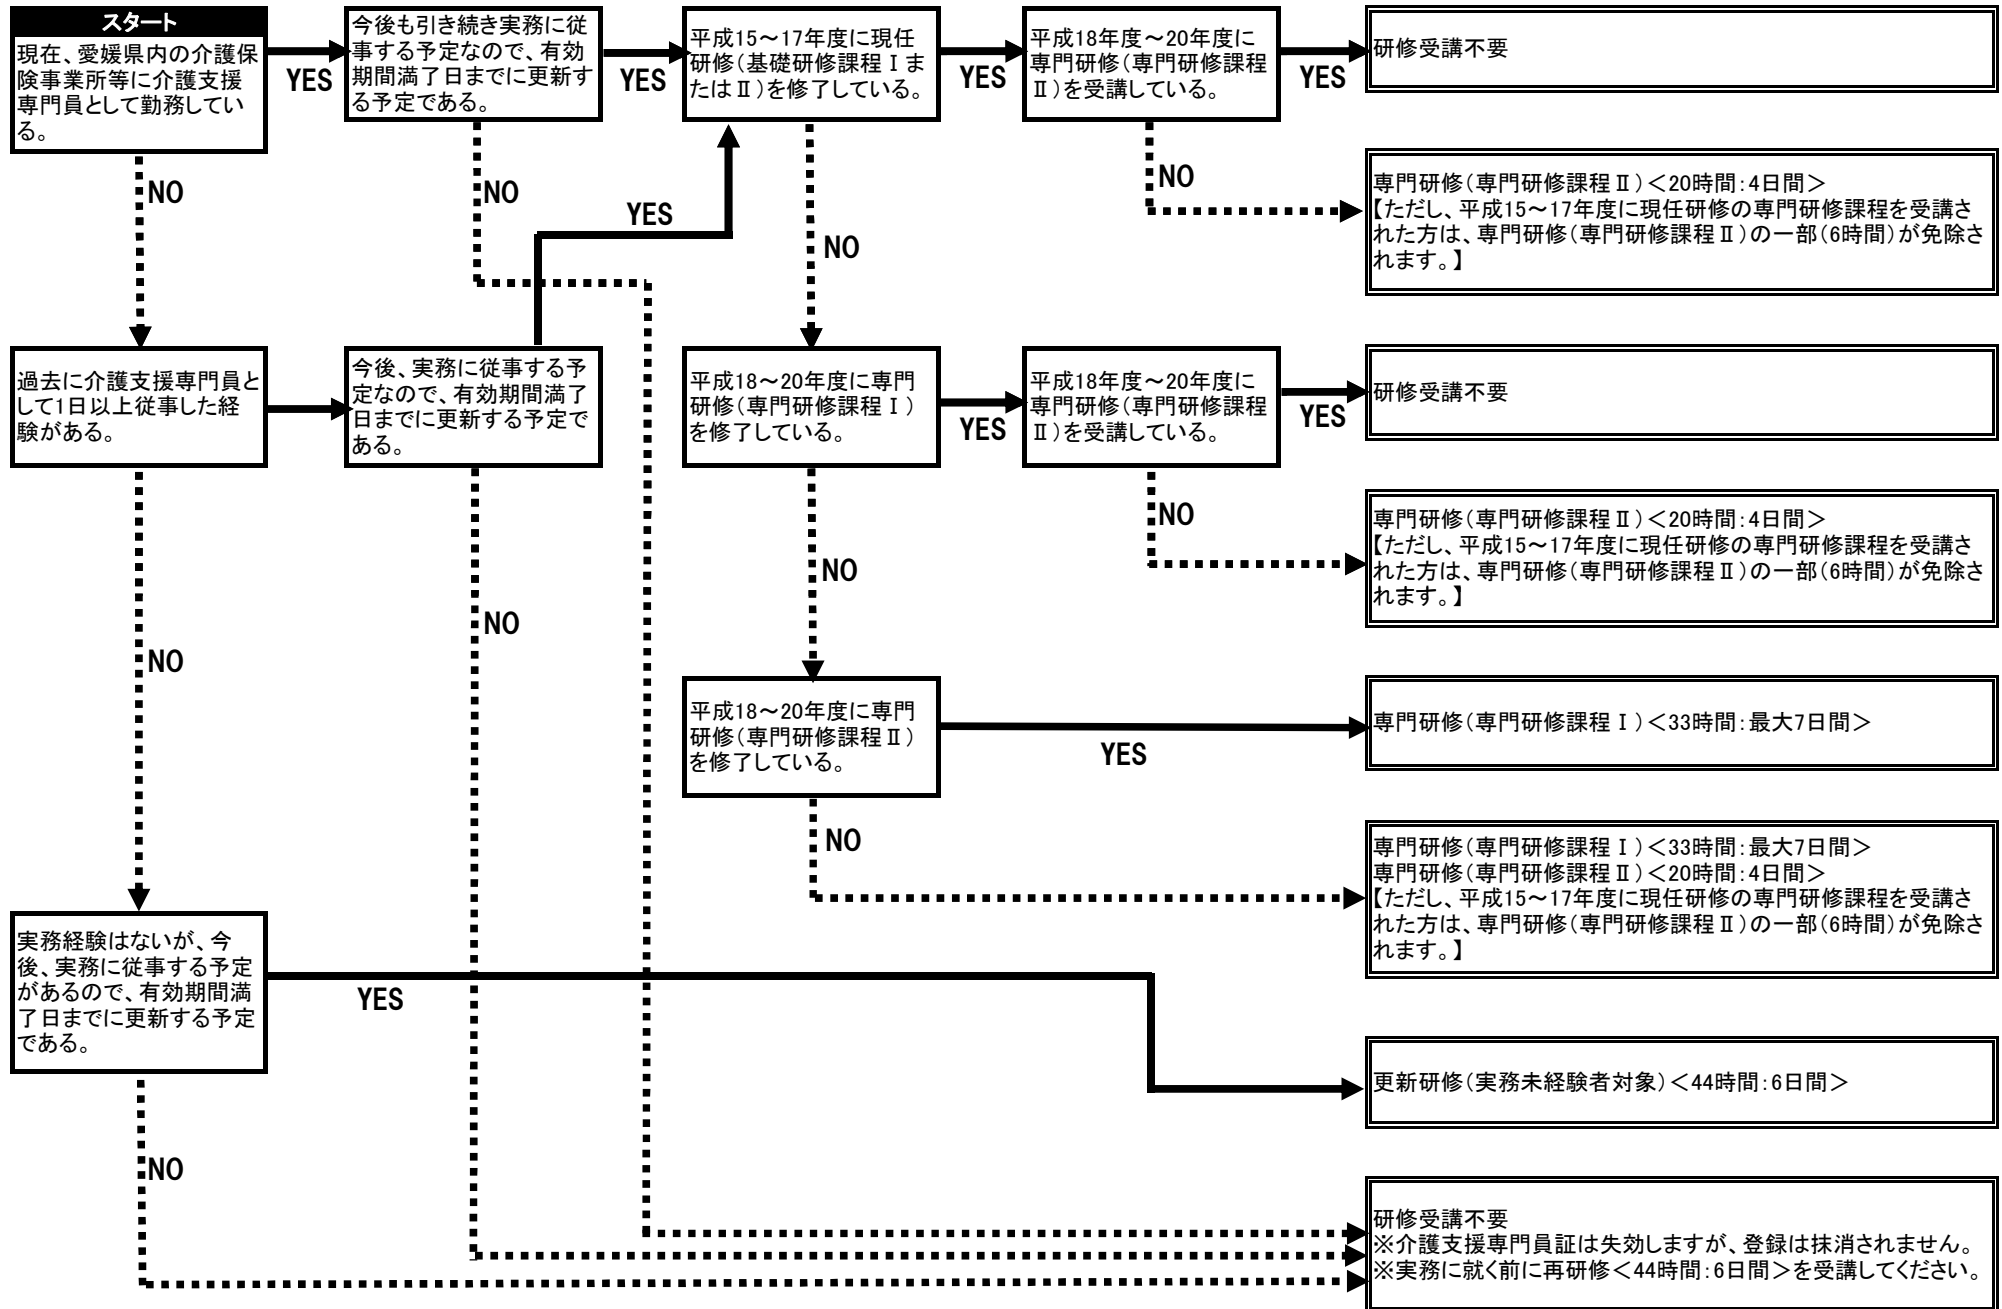 スタート
現在、愛媛県内の介護保
険事業所等に介護支援
専門員として勤務してい
る。
YES
今後も引き続き実務に従
事する予定なので、有効
期間満了日までに更新す
る予定である。
YES
平成15～17年度に現任
研修(基礎研修課程Ⅰま
たはⅡ)を修了している。
YES
平成18年度～20年度に
専門研修(専門研修課程
Ⅱ)を受講している。
YES
研修受講不要
NO
NO
YES
NO
NO
専門研修(専門研修課程Ⅱ)＜20時間:4日間＞
【ただし、平成15～17年度に現任研修の専門研修課程を受講さ
れた方は、専門研修(専門研修課程Ⅱ)の一部(6時間)が免除さ
れます。】
過去に介護支援専門員と
して1日以上従事した経
験がある。
今後、実務に従事する予
定なので、有効期間満了
日までに更新する予定で
ある。
平成18～20年度に専門
研修(専門研修課程Ⅰ)
を修了している。
YES
平成18年度～20年度に
専門研修(専門研修課程
Ⅱ)を受講している。
YES
研修受講不要
NO
NO
NO
NO
専門研修(専門研修課程Ⅱ)＜20時間:4日間＞
【ただし、平成15～17年度に現任研修の専門研修課程を受講さ
れた方は、専門研修(専門研修課程Ⅱ)の一部(6時間)が免除さ
れます。】
平成18～20年度に専門
研修(専門研修課程Ⅱ)
を修了している。
YES
専門研修(専門研修課程Ⅰ)＜33時間:最大7日間＞
NO
専門研修(専門研修課程Ⅰ)＜33時間:最大7日間＞
専門研修(専門研修課程Ⅱ)＜20時間:4日間＞
【ただし、平成15～17年度に現任研修の専門研修課程を受講さ
れた方は、専門研修(専門研修課程Ⅱ)の一部(6時間)が免除さ
れます。】
実務経験はないが、今
後、実務に従事する予定
があるので、有効期間満
了日までに更新する予定
である。
YES
更新研修(実務未経験者対象)＜44時間:6日間＞
NO
研修受講不要
※介護支援専門員証は失効しますが、登録は抹消されません。
※実務に就く前に再研修＜44時間:6日間＞を受講してください。